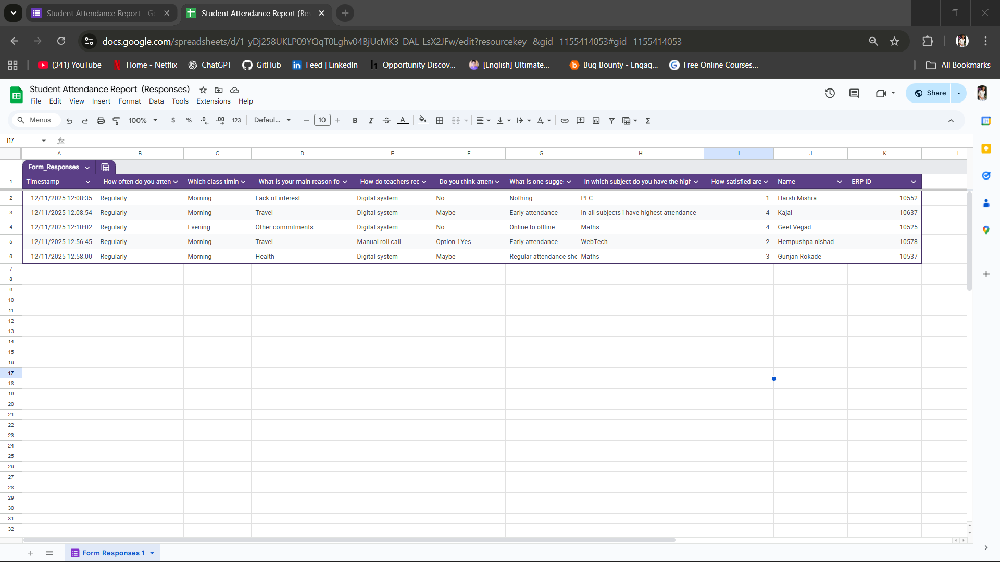 Student Attendance Report - Go
Student Attendance Report (Res
docs.google.com/spreadsheets/d/1-yDj258UKLP09YQqT0Lghv04BjUcMK3-DAL-LsX2JFw/edit?resourcekey=&gid=1155414053#gid=1155414053
(341) YouTube Home - Netflix ChatGPT GitHub Feed | LinkedIn Opportunity Discov... [English] Ultimate... Bug Bounty - Engag... Free Online Courses... All Bookmarks
Student Attendance Report (Responses)
File Edit View Insert Format Data Tools Extensions Help
Share
Menus 100% $ % .0 .00 123 Defaul... 10 B I A
I17 fx
A B C D E F G H I J K L
Form_Responses
1 Timestamp How often do you atten Which class timin What is your main reason fo How do teachers rec Do you think atten What is one sugges In which subject do you have the high How satisfied are Name ERP ID
2 12/11/2025 12:08:35 Regularly Morning Lack of interest Digital system No Nothing PFC 1 Harsh Mishra 10552
3 12/11/2025 12:08:54 Regularly Morning Travel Digital system Maybe Early attendance In all subjects i have highest attendance 4 Kajal 10637
4 12/11/2025 12:10:02 Regularly Evening Other commitments Digital system No Online to offline Maths 4 Geet Vegad 10525
5 12/11/2025 12:56:45 Regularly Morning Travel Manual roll call Option 1Yes Early attendance WebTech 2 Hempushpa nishad 10578
6 12/11/2025 12:58:00 Regularly Morning Health Digital system Maybe Regular attendance sho Maths 3 Gunjan Rokade 10537
7
8
9
10
11
12
13
14
15
16
17
18
19
20
21
22
23
24
25
26
27
28
29
30
31
32
Form Responses 1